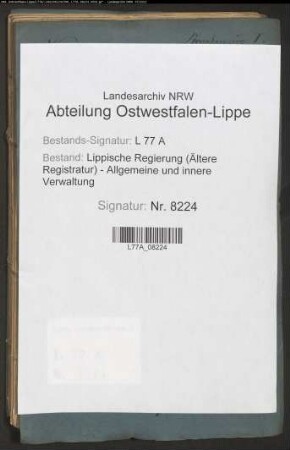 Landesarchiv NRW
Abteilung Ostwestfalen-Lippe
Bestands-Signatur: L 77 A
Bestand: Lippische Regierung (Ältere
Registratur) - Allgemeine und innere
Verwaltung
Signatur: Nr. 8224
L77A_08224